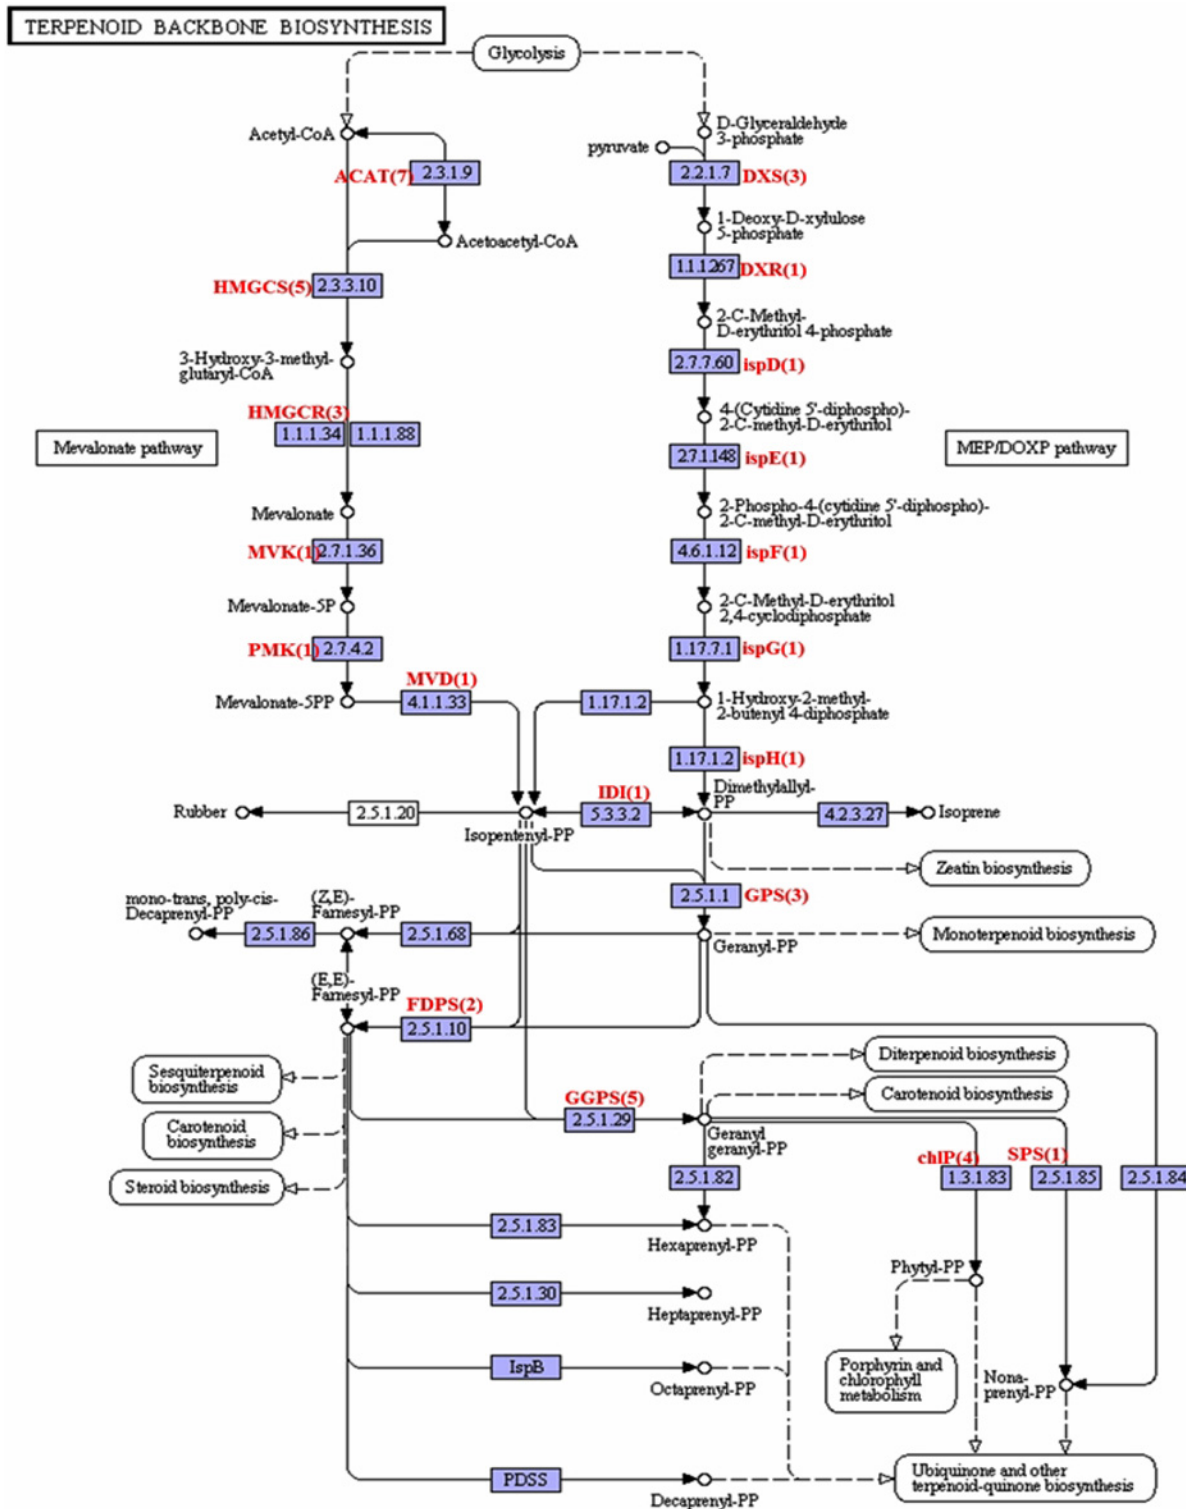 TERPENOID BACKBONE BIOSYNTHESIS
Glycolysis
Acetyl-CoA
D-Glyceraldehyde
3-phosphate
pyruvate
ACAT(7)
2.3.1.9
2.2.1.7
DXS(3)
1-Deoxy-D-xylulose
5-phosphate
Acetoacetyl-CoA
HMGCS(5)
2.3.3.10
1.1.1.267
DXR(1)
2-C-Methyl-
D-erythritol 4-phosphate
3-Hydroxy-3-methyl-
glutaryl-CoA
2.7.7.60
ispD(1)
HMGCR(3)
1.1.1.34
1.1.1.88
4-(Cytidine 5'-diphospho)-
2-C-methyl-D-erythritol
Mevalonate pathway
2.7.1.148
ispE(1)
MEP/DOXP pathway
Mevalonate
2-Phospho-4-(cytidine 5'-diphospho)-
2-C-methyl-D-erythritol
MVK(1)
2.7.1.36
4.6.1.12
ispF(1)
Mevalonate-5P
2-C-Methyl-D-erythritol
2,4-cyclodiphosphate
PMK(1)
2.7.4.2
1.17.7.1
ispG(1)
MVD(1)
Mevalonate-5PP
4.1.1.33
1.17.1.2
1-Hydroxy-2-methyl-
2-butenyl 4-diphosphate
1.17.1.2
ispH(1)
IDI(1)
Dimethylallyl-
PP
Rubber
2.5.1.20
Isopentenyl-PP
5.3.3.2
4.2.3.27
Isoprene
Zeatin biosynthesis
2.5.1.1
GPS(3)
mono-trans, poly-cis-
Decaprenyl-PP
(Z,E)-
Farnesyl-PP
2.5.1.86
2.5.1.68
Geranyl-PP
Monoterpenoid biosynthesis
(E,E)-
Farnesyl-PP
FDPS(2)
2.5.1.10
Sesquiterpenoid
biosynthesis
Diterpenoid biosynthesis
Carotenoid biosynthesis
GGPS(5)
2.5.1.29
Carotenoid
biosynthesis
Geranyl
geranyl-PP
Steroid biosynthesis
chlP(4)
SPS(1)
2.5.1.82
1.3.1.83
2.5.1.85
2.5.1.84
2.5.1.83
Hexaprenyl-PP
Phytyl-PP
2.5.1.30
Heptaprenyl-PP
IspB
Octaprenyl-PP
Porphyrin and
chlorophyll
metabolism
Nona-
prenyl-PP
PDSS
Decaprenyl-PP
Ubiquinone and other
terpenoid-quinone biosynthesis